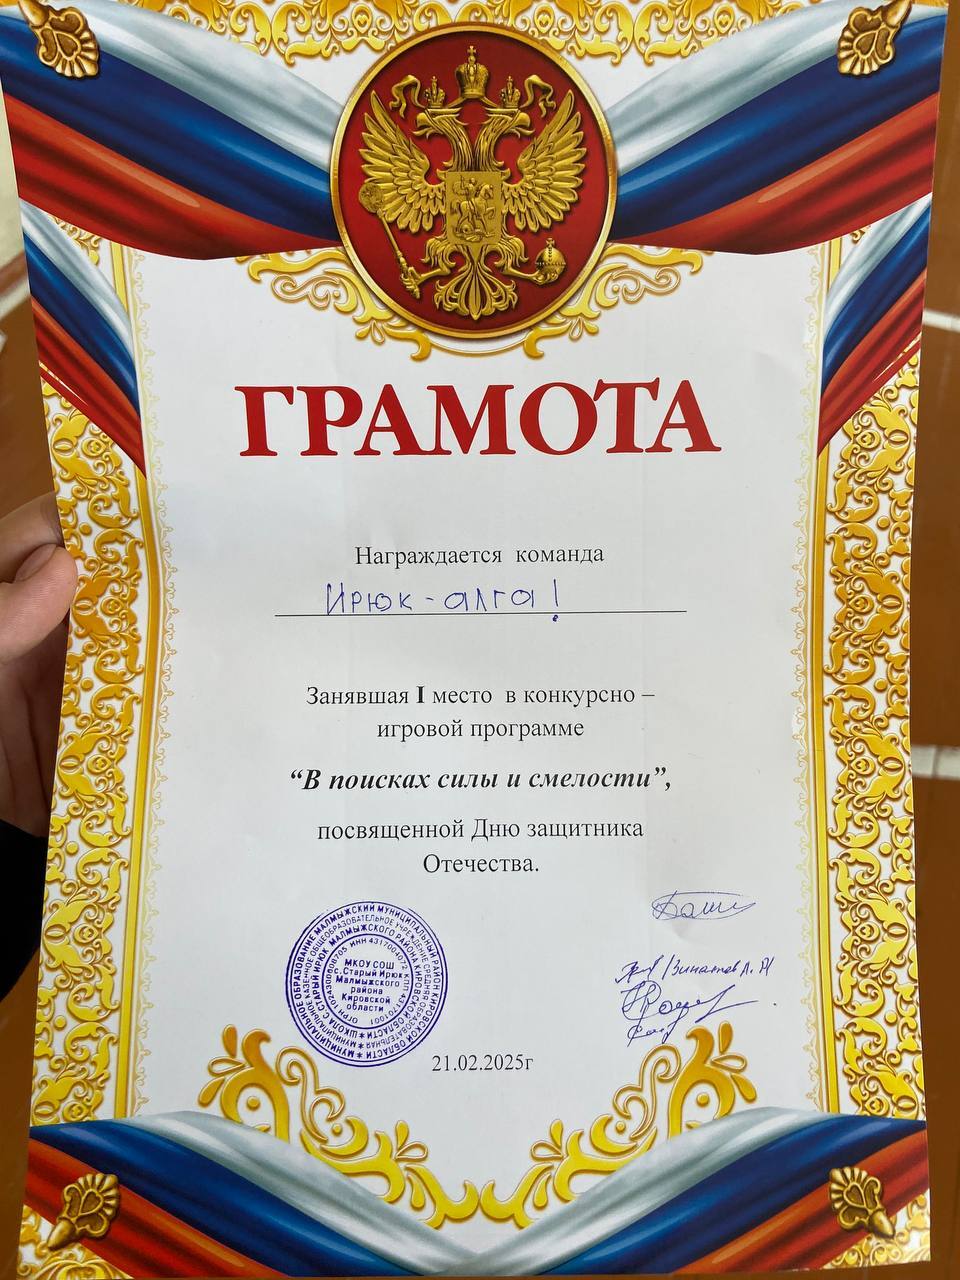 ГРАМОТА
Награждается команда
Ирюк-алга!
Занявшая I место в конкурсно –
игровой программе
“В поисках силы и смелости”,
посвященной Дню защитника
Отечества.
МКОУ СОШ
с.Старый Ирюк
Малмыжского
района
Кировской
области
21.02.2025г